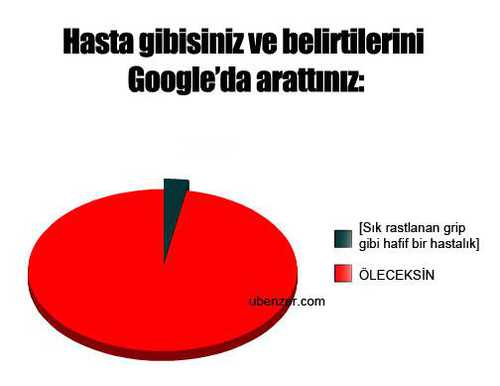 Hasta gibisiniz ve belirtilerini
Google'da arattınız:
[Sık rastlanan grip
gibi hafif bir hastalık]
ÖLECEKSİN
ubenzer.com